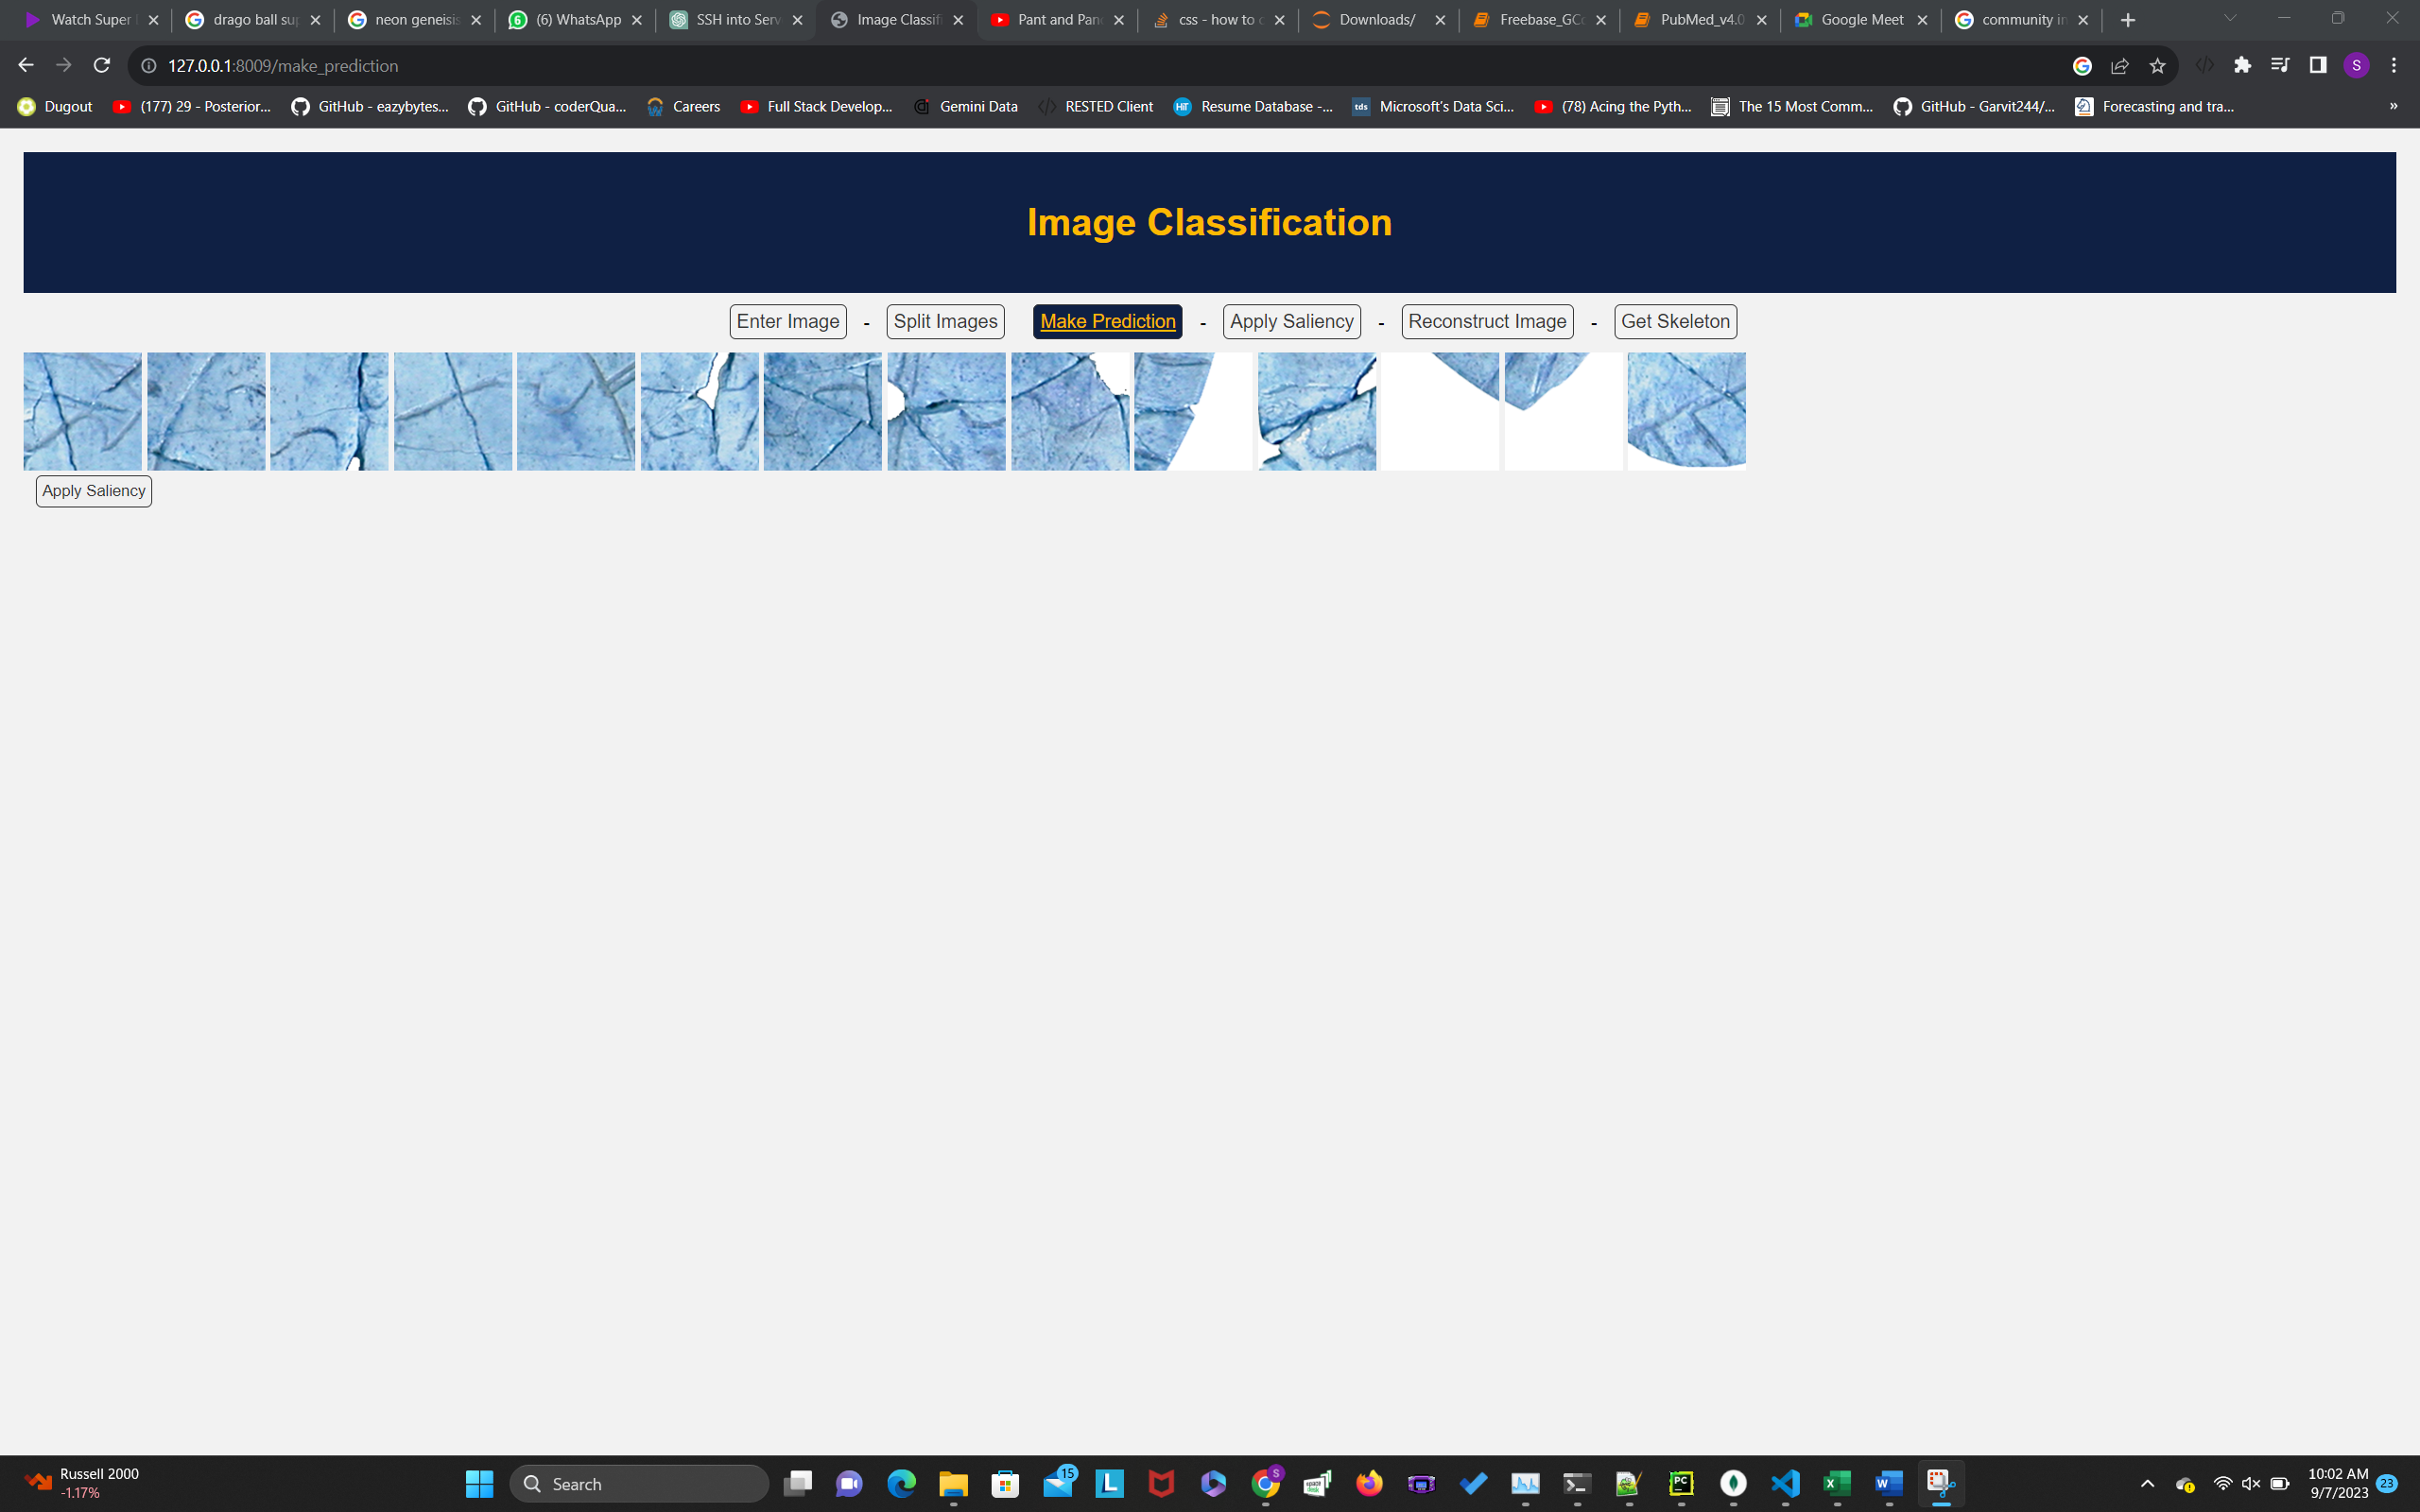 Watch Super
drago ball su
neon geneisis
(6) WhatsApp
SSH into Serv
Image Classifi
Pant and Pan
css - how to c
Downloads/
Freebase_GC
PubMed_v4.0
Google Meet
community in
127.0.0.1:8009/make_prediction
S
Dugout
(177) 29 - Posterior...
GitHub - eazybytes...
GitHub - coderQua...
Careers
Full Stack Develop...
Gemini Data
RESTED Client
HIT
Resume Database -...
tds
Microsoft's Data Sci...
(78) Acing the Pyth...
The 15 Most Comm...
GitHub - Garvit244/...
Forecasting and tra...
»
Image Classification
Enter Image - Split Images Make Prediction - Apply Saliency - Reconstruct Image - Get Skeleton
Apply Saliency
Russell 2000
-1.17%
Search
15
L
S
PC
X
W
10:02 AM
9/7/2023
23